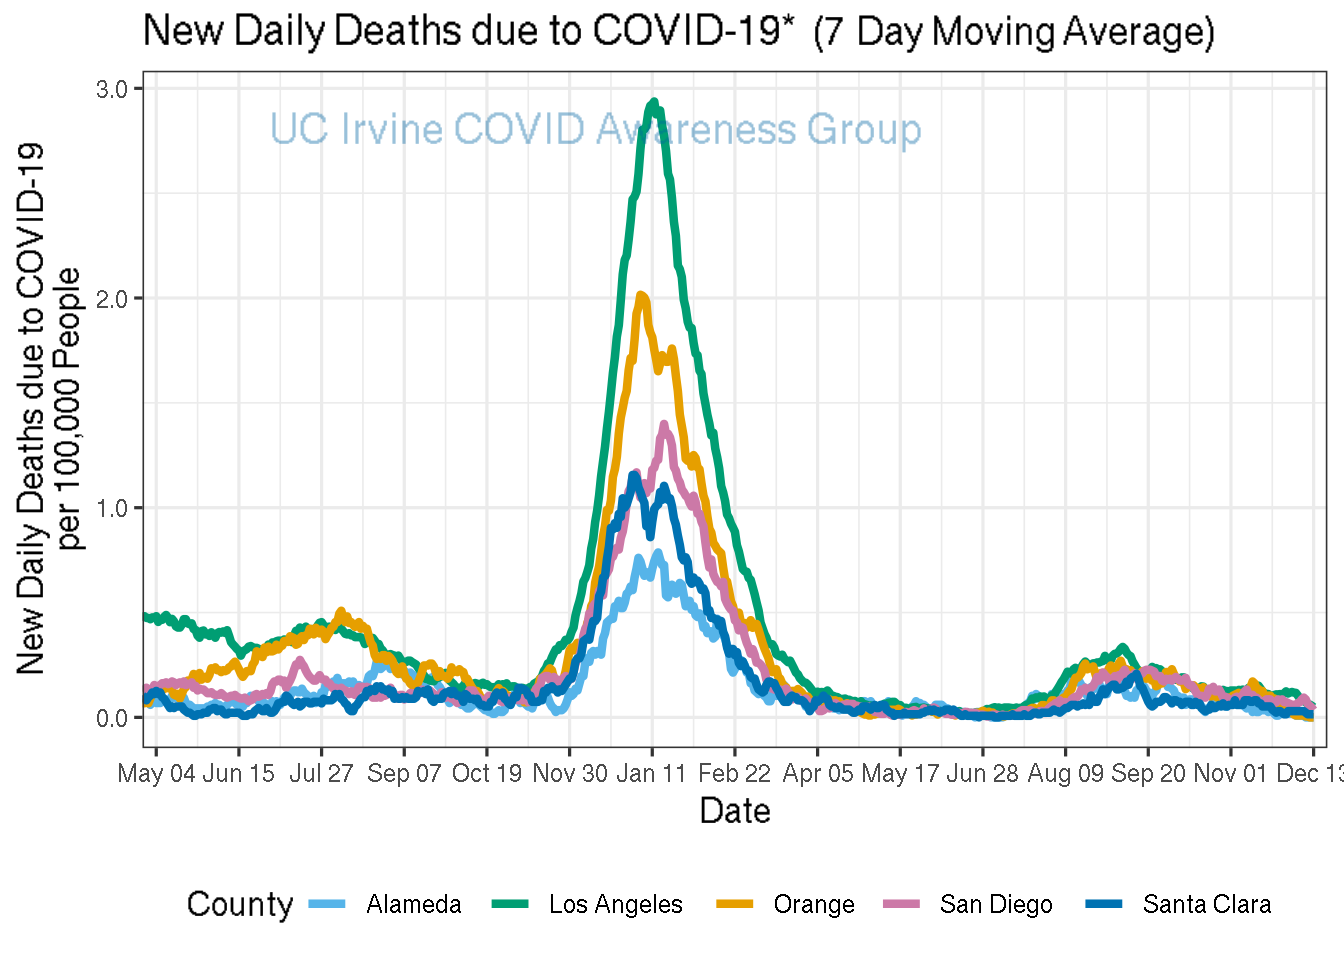 New Daily Deaths due to COVID-19* (7 Day Moving Average)
UC Irvine COVID Awareness Group
New Daily Deaths due to COVID-19
per 100,000 People
3.0
2.0
1.0
0.0
May 04 Jun 15 Jul 27 Sep 07 Oct 19 Nov 30 Jan 11 Feb 22 Apr 05 May 17 Jun 28 Aug 09 Sep 20 Nov 01 Dec 13
Date
County Alameda Los Angeles Orange San Diego Santa Clara